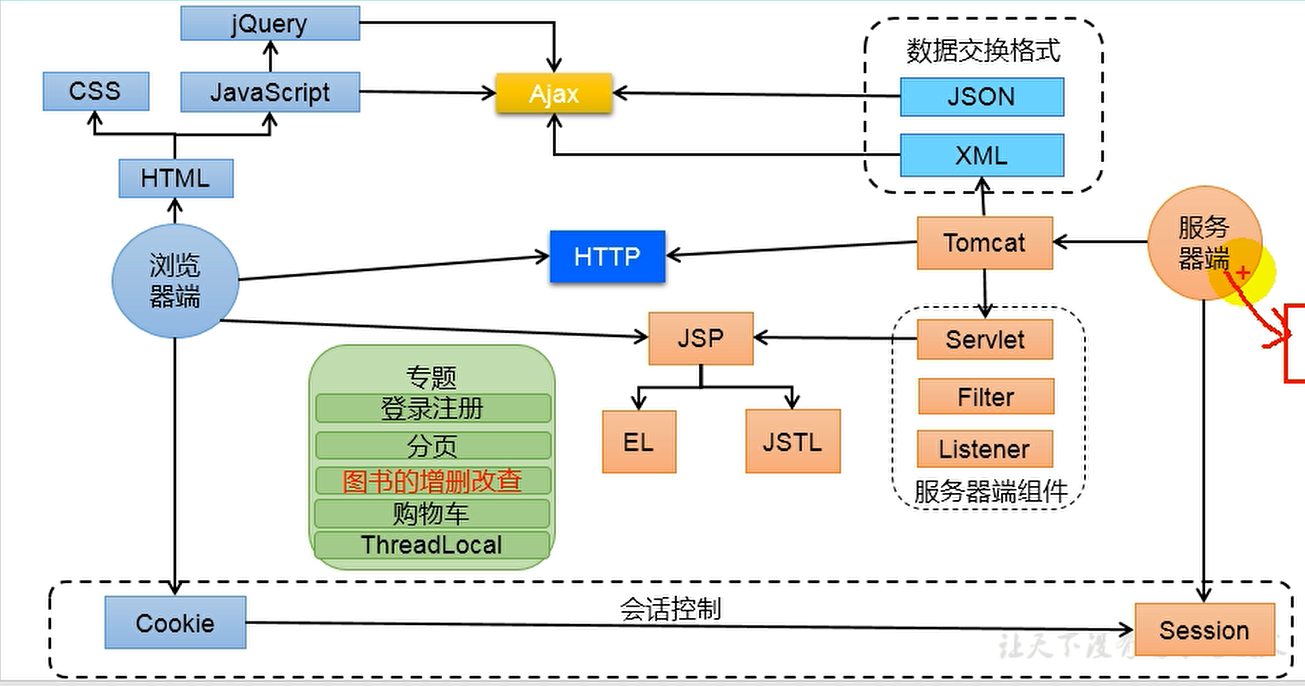 jQuery
数据交换格式
CSS
JavaScript
Ajax
JSON
XML
HTML
浏览
器端
HTTP
Tomcat
服务
器端
JSP
Servlet
专题
登录注册
分页
图书的增删改查
购物车
ThreadLocal
EL
JSTL
Filter
Listener
服务器端组件
会话控制
Cookie
Session
让天下没有